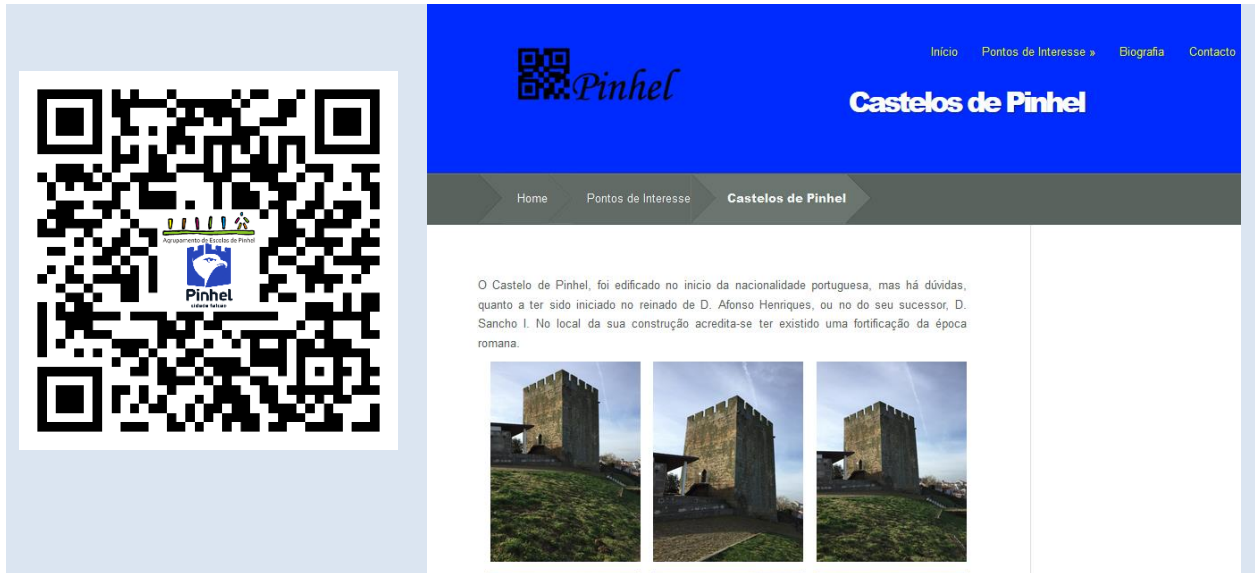 Agrupamento de Escolas de Pinhel
Pinhel
cidade falcão
Pinhel
Início Pontos de Interesse » Biografia Contacto
Castelos de Pinhel
Home Pontos de Interesse Castelos de Pinhel
O Castelo de Pinhel, foi edificado no inicio da nacionalidade portuguesa, mas há dúvidas,
quanto a ter sido iniciado no reinado de D. Afonso Henriques, ou no do seu sucessor, D.
Sancho I. No local da sua construção acredita-se ter existido uma fortificação da época
romana.